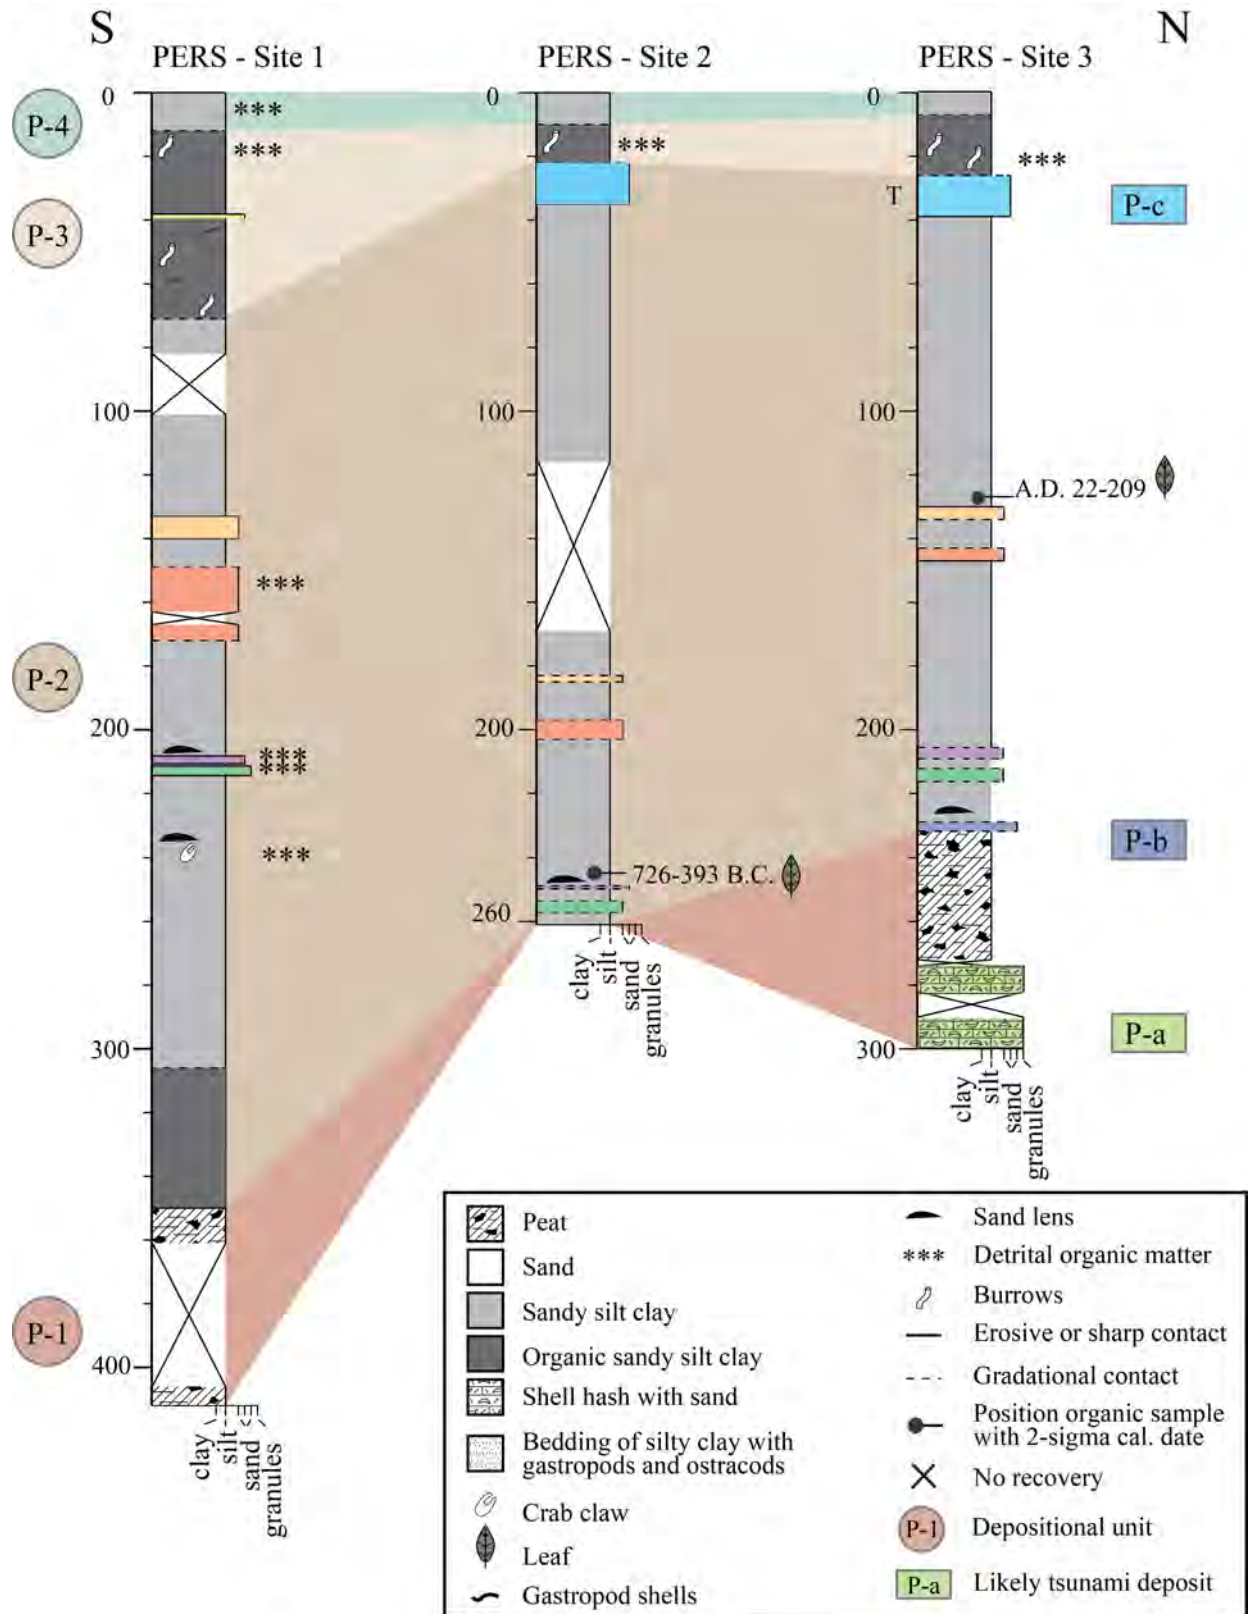 S
N
PERS - Site 1
PERS - Site 2
PERS - Site 3
P-4
P-3
P-2
P-1
0
***
***
100
***
200
***
***
***
300
400
clay
silt
sand
granules
0
***
100
200
726-393 B.C.
260
clay
silt
sand
granules
0
***
T
100
A.D. 22-209
200
300
clay
silt
sand
granules
P-c
P-b
P-a
Peat
Sand
Sandy silt clay
Organic sandy silt clay
Shell hash with sand
Bedding of silty clay with
gastropods and ostracods
Crab claw
Leaf
Gastropod shells
Sand lens
*** Detrital organic matter
Burrows
Erosive or sharp contact
Gradational contact
Position organic sample
with 2-sigma cal. date
No recovery
P-1 Depositional unit
P-a Likely tsunami deposit